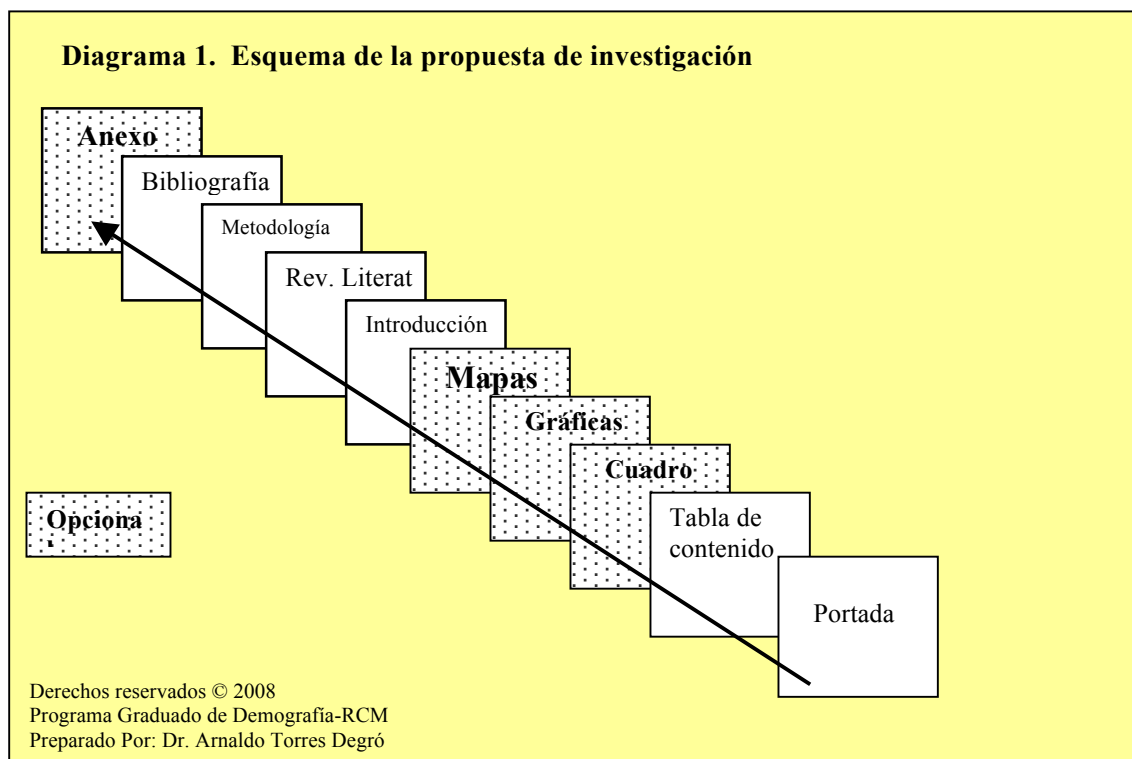 Diagrama 1. Esquema de la propuesta de investigación
Anexo
Bibliografía
Metodología
Rev. Literat
Introducción
Mapas
Gráficas
Cuadro
Opciona
Tabla de
contenido
Portada
Derechos reservados © 2008
Programa Graduado de Demografía-RCM
Preparado Por: Dr. Arnaldo Torres Degró